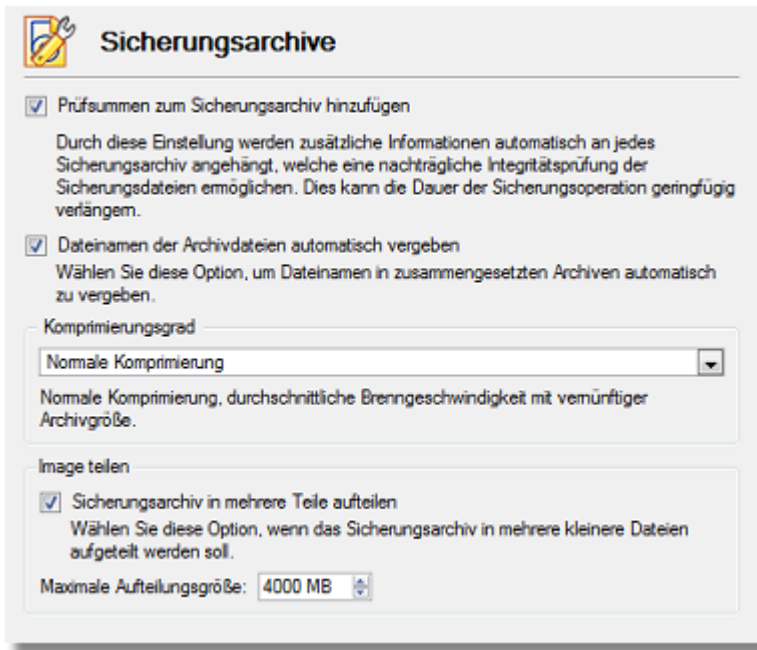 Sicherungsarchive
Prüfsummen zum Sicherungsarchiv hinzufügen
Durch diese Einstellung werden zusätzliche Informationen automatisch an jedes
Sicherungsarchiv angehängt, welche eine nachträgliche Integritätsprüfung der
Sicherungsdateien ermöglichen. Dies kann die Dauer der Sicherungsoperation geringfügig
verlängern.
Dateinamen der Archivdateien automatisch vergeben
Wählen Sie diese Option, um Dateinamen in zusammengesetzten Archiven automatisch
zu vergeben.
Komprimierungsgrad
Normale Komprimierung
Normale Komprimierung, durchschnittliche Brenngeschwindigkeit mit vernünftiger
Archivgröße.
Image teilen
Sicherungsarchiv in mehrere Teile aufteilen
Wählen Sie diese Option, wenn das Sicherungsarchiv in mehrere kleinere Dateien
aufgeteilt werden soll.
Maximale Aufteilungsgröße: 4000 MB